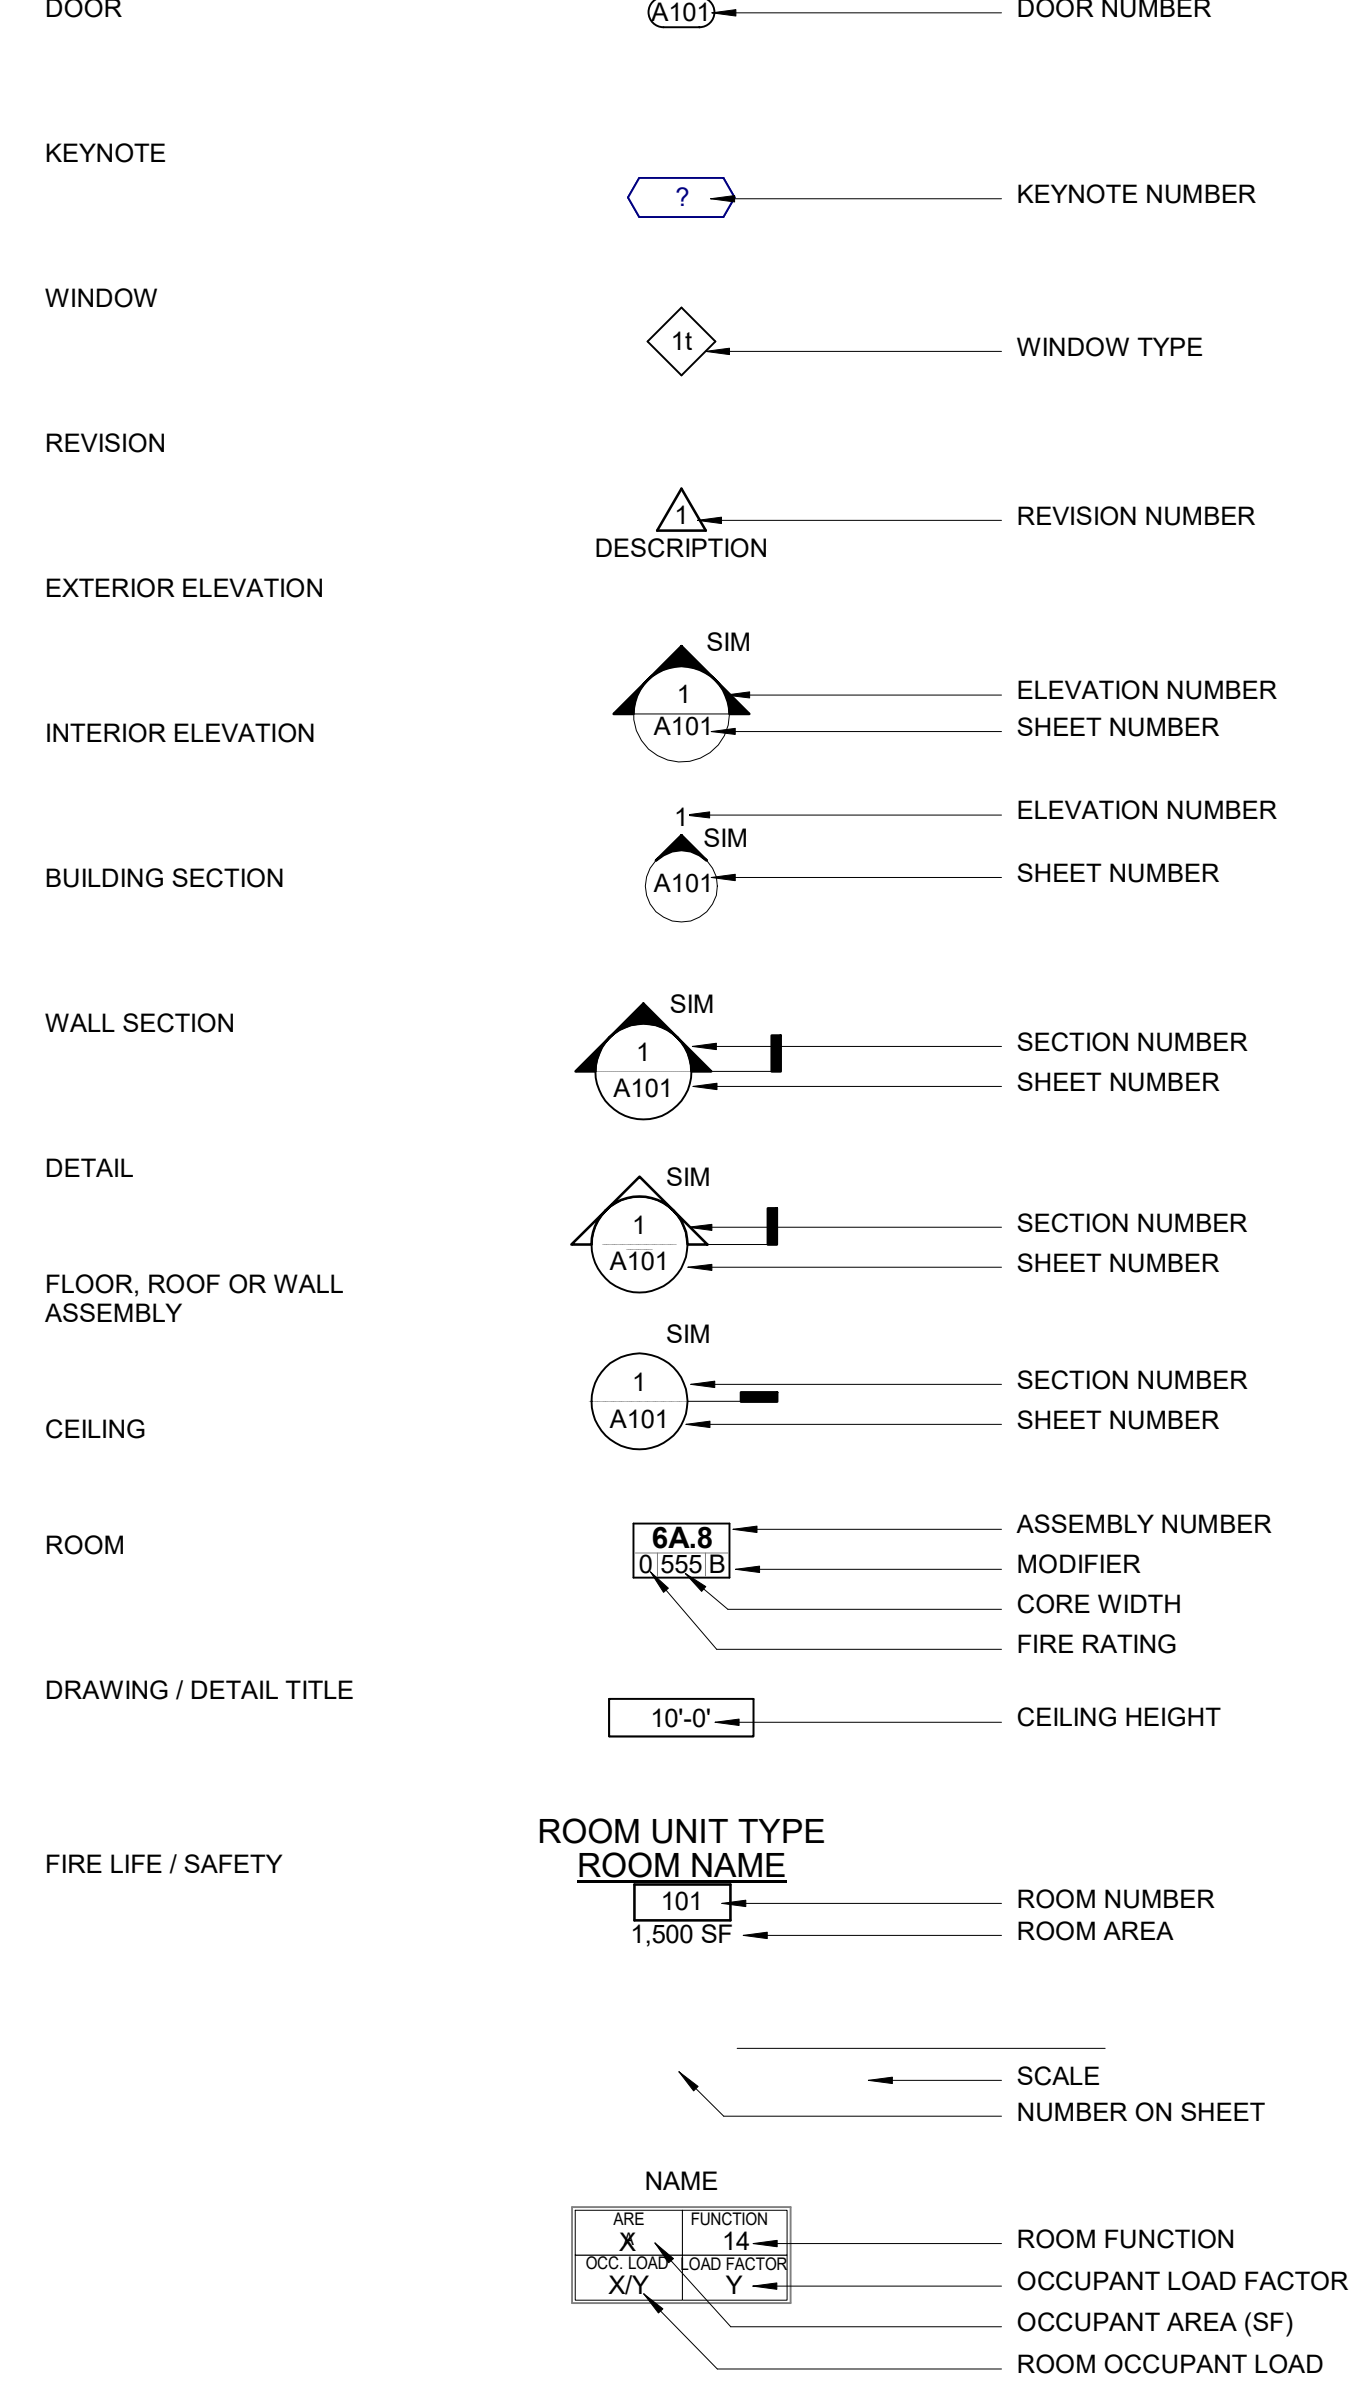 DOOR
A101
DOOR NUMBER
KEYNOTE
?
KEYNOTE NUMBER
WINDOW
1t
WINDOW TYPE
REVISION
1
REVISION NUMBER
DESCRIPTION
EXTERIOR ELEVATION
SIM
1
ELEVATION NUMBER
A101
SHEET NUMBER
INTERIOR ELEVATION
1
ELEVATION NUMBER
SIM
BUILDING SECTION
A101
SHEET NUMBER
SIM
WALL SECTION
1
SECTION NUMBER
A101
SHEET NUMBER
DETAIL
SIM
1
SECTION NUMBER
A101
SHEET NUMBER
FLOOR, ROOF OR WALL
ASSEMBLY
SIM
1
SECTION NUMBER
A101
SHEET NUMBER
CEILING
6A.8
ASSEMBLY NUMBER
ROOM
0 555 B
MODIFIER
CORE WIDTH
FIRE RATING
DRAWING / DETAIL TITLE
10'-0'
CEILING HEIGHT
ROOM UNIT TYPE
FIRE LIFE / SAFETY
ROOM NAME
101
ROOM NUMBER
1,500 SF
ROOM AREA
SCALE
NUMBER ON SHEET
NAME
ARE
A
FUNCTION
X
14
ROOM FUNCTION
OCC. LOAD
LOAD FACTOR
X/Y
Y
OCCUPANT LOAD FACTOR
OCCUPANT AREA (SF)
ROOM OCCUPANT LOAD